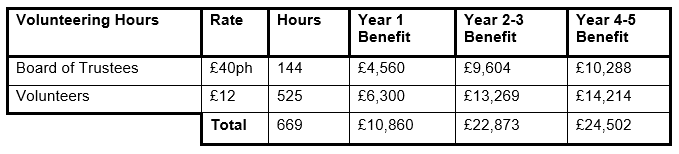 Volunteering Hours Rate Hours Year 1 Benefit Year 2-3 Benefit Year 4-5 Benefit
Board of Trustees £40ph 144 £4,560 £9,604 £10,288
Volunteers £12 525 £6,300 £13,269 £14,214
Total 669 £10,860 £22,873 £24,502